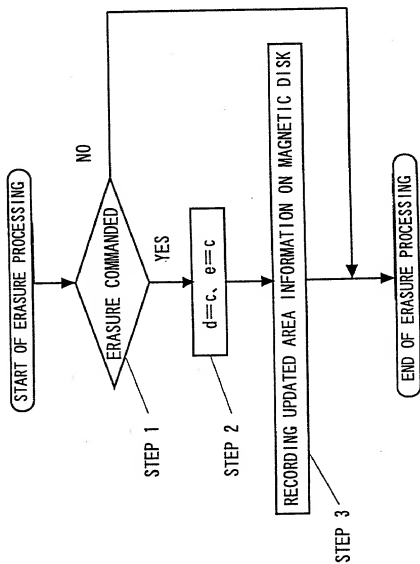 START OF ERASURE PROCESSING
ERASURE COMMANDED
NO
STEP 1
YES
d==c、e==c
STEP 2
RECORDING UPDATED AREA INFORMATION ON MAGNETIC DISK
STEP 3
END OF ERASURE PROCESSING